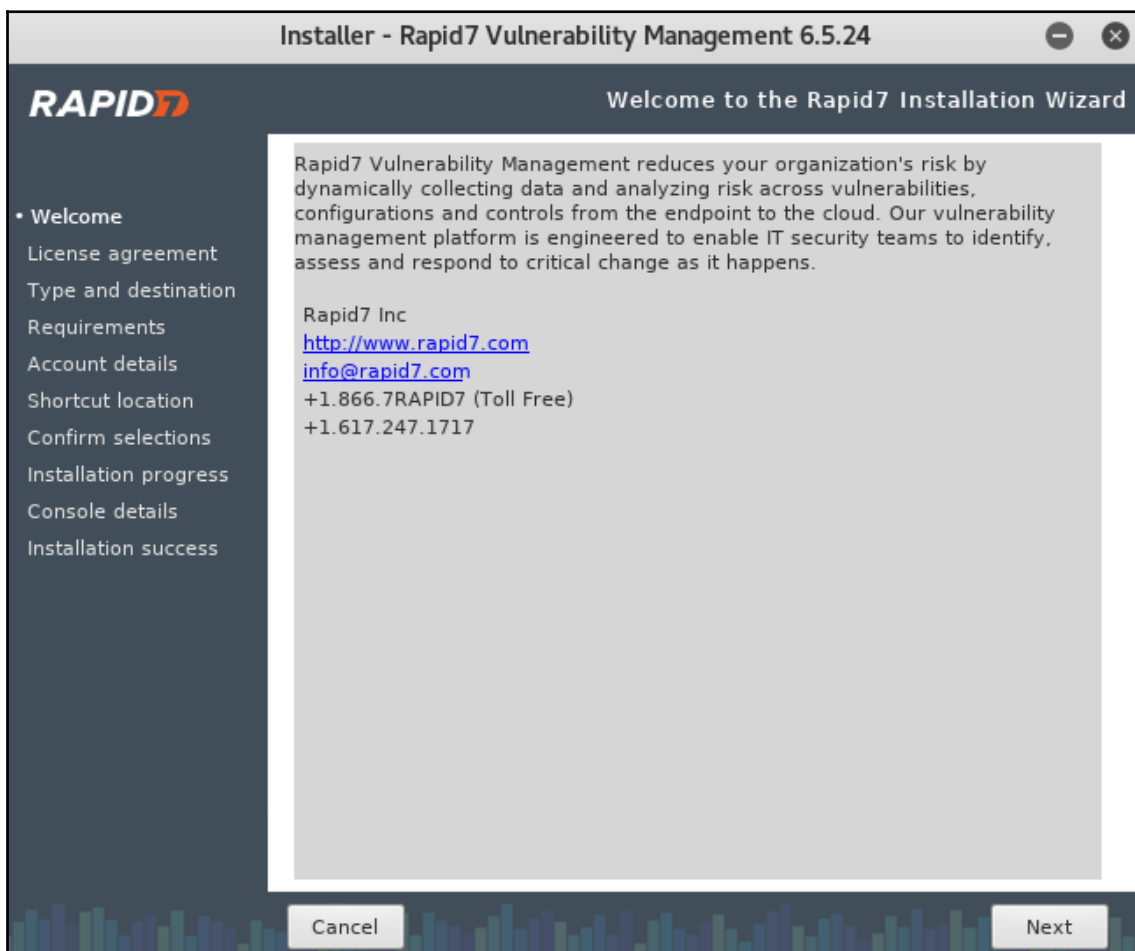 Installer - Rapid7 Vulnerability Management 6.5.24
RAPID7
Welcome to the Rapid7 Installation Wizard
• Welcome
License agreement
Type and destination
Requirements
Account details
Shortcut location
Confirm selections
Installation progress
Console details
Installation success
Rapid7 Vulnerability Management reduces your organization's risk by
dynamically collecting data and analyzing risk across vulnerabilities,
configurations and controls from the endpoint to the cloud. Our vulnerability
management platform is engineered to enable IT security teams to identify,
assess and respond to critical change as it happens.
Rapid7 Inc
http://www.rapid7.com
info@rapid7.com
+1.866.7RAPID7 (Toll Free)
+1.617.247.1717
Cancel
Next